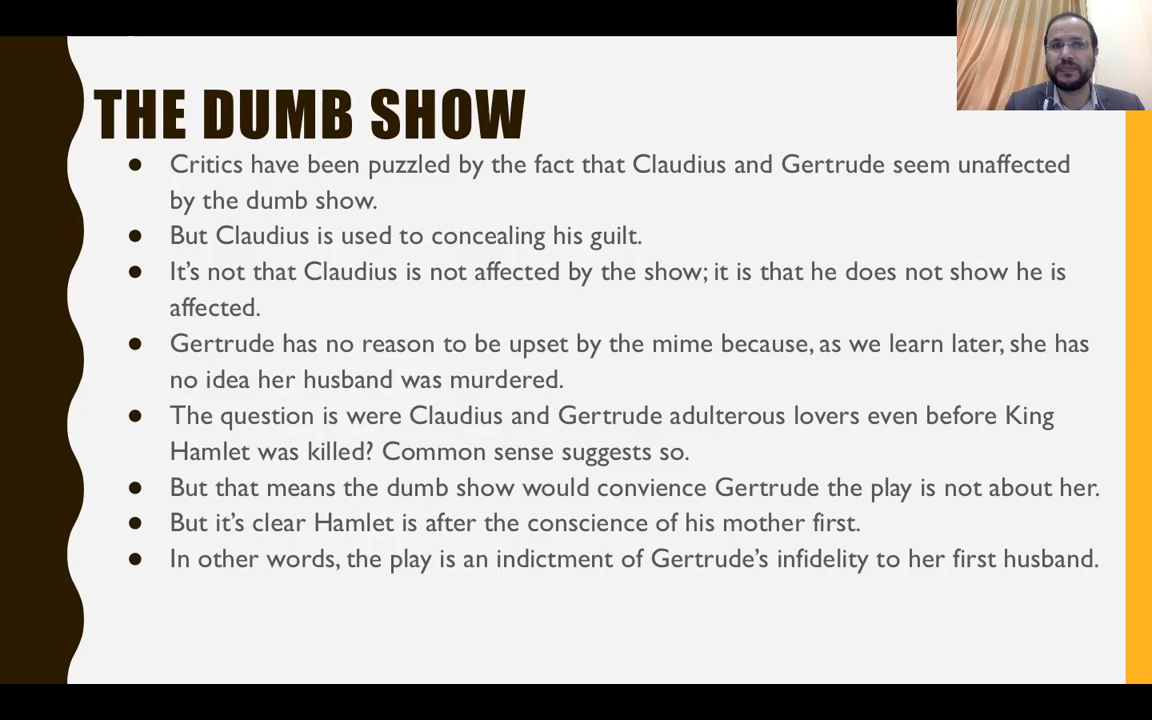 THE DUMB SHOW
● Critics have been puzzled by the fact that Claudius and Gertrude seem unaffected
by the dumb show.
● But Claudius is used to concealing his guilt.
● It's not that Claudius is not affected by the show; it is that he does not show he is
affected.
● Gertrude has no reason to be upset by the mime because, as we learn later, she has
no idea her husband was murdered.
● The question is were Claudius and Gertrude adulterous lovers even before King
Hamlet was killed? Common sense suggests so.
● But that means the dumb show would convience Gertrude the play is not about her.
● But it's clear Hamlet is after the conscience of his mother first.
● In other words, the play is an indictment of Gertrude's infidelity to her first husband.